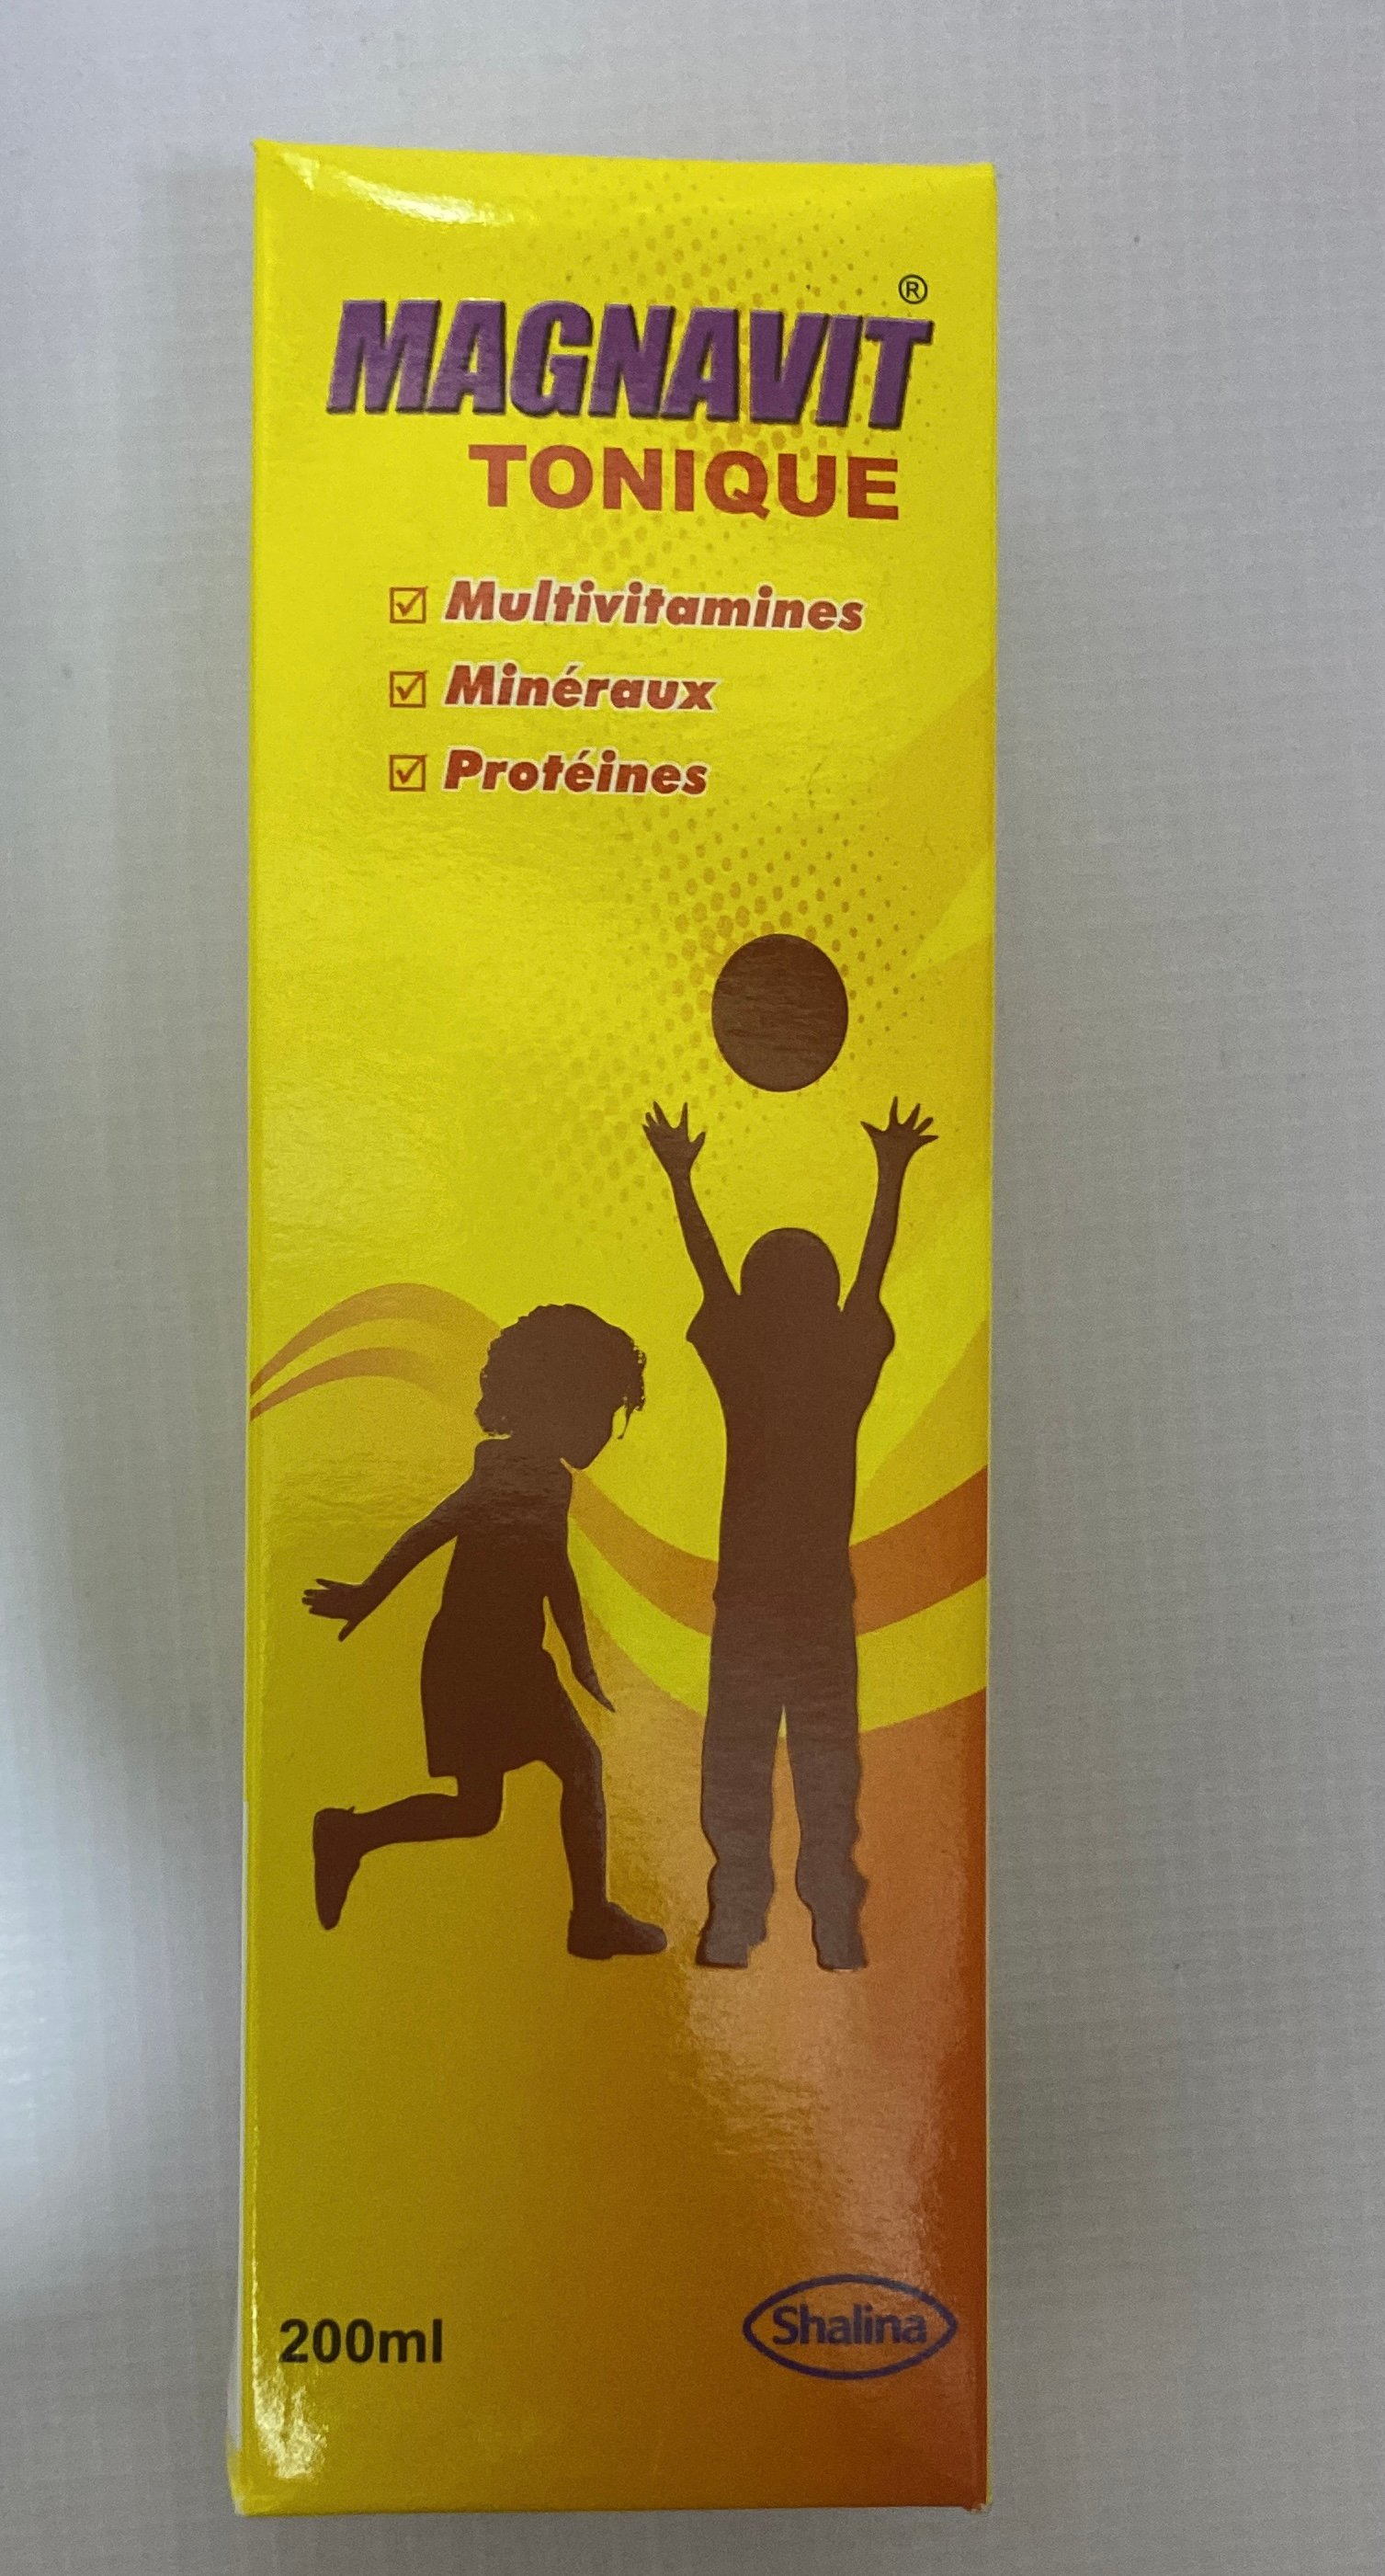 MAGNAVIT®
TONIQUE
Multivitamines
Minéraux
Protéines
200ml
Shalina